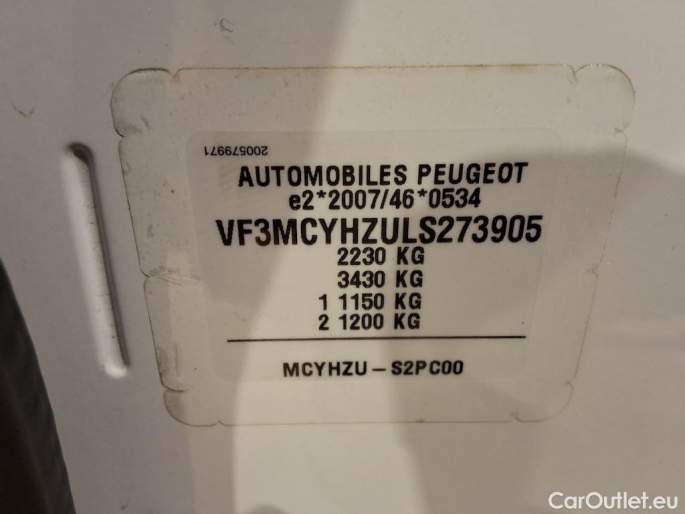 200579971
AUTOMOBILES PEUGEOT
e2*2007/46*0534
VF3MCYHZULS273905
2230 KG
3430 KG
1 1150 KG
2 1200 KG
MCYHZU – S2PC00
CarOutlet.eu